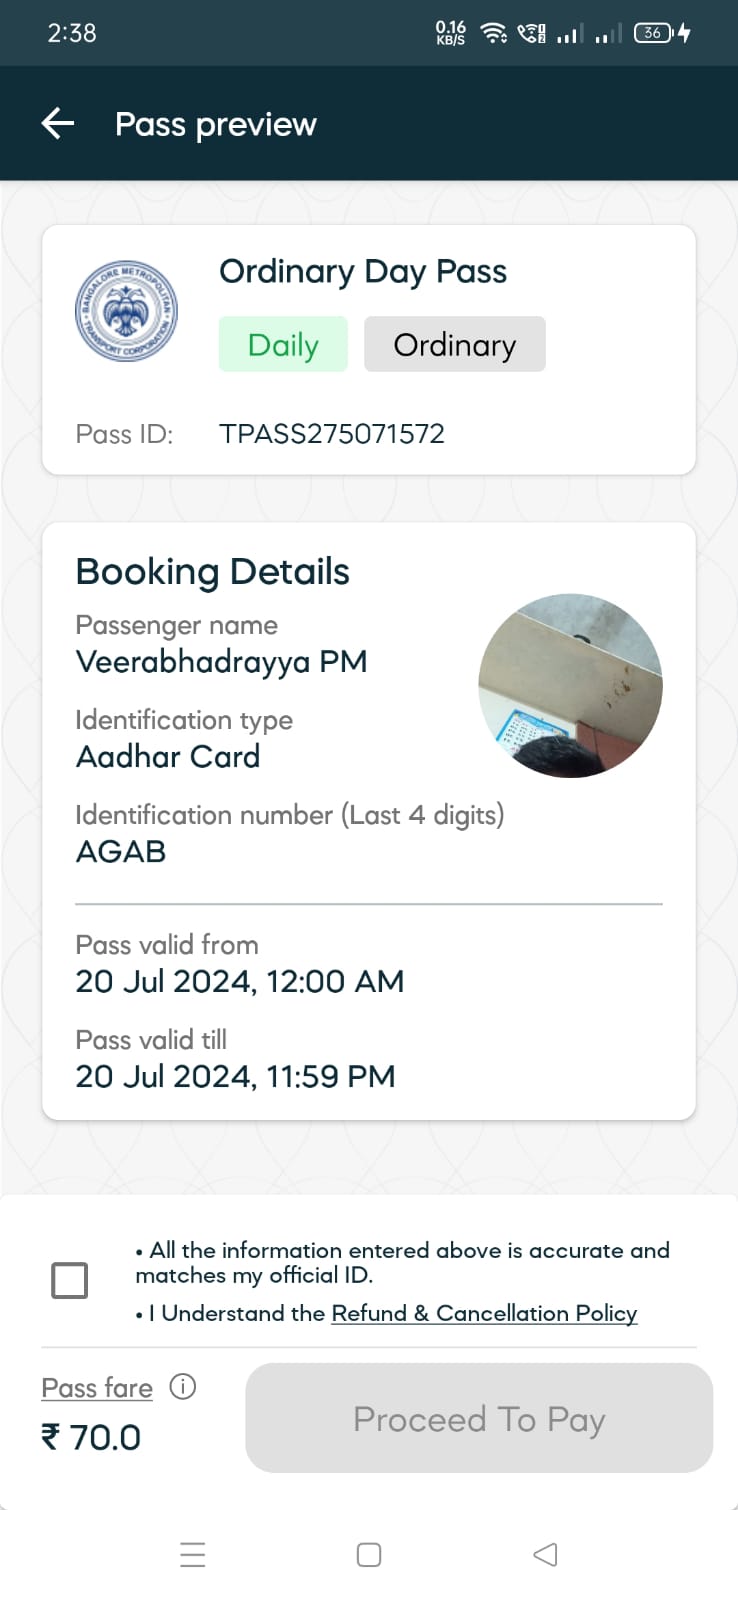 2:38
0.16
KB/S
36
Pass preview
BANGALORE METROPOLITAN
TRANSPORT CORPORATION
Ordinary Day Pass
Daily
Ordinary
Pass ID:
TPASS275071572
Booking Details
Passenger name
Veerabhadrayya PM
Identification type
Aadhar Card
Identification number (Last 4 digits)
AGAB
Pass valid from
20 Jul 2024, 12:00 AM
Pass valid till
20 Jul 2024, 11:59 PM
• All the information entered above is accurate and
matches my official ID.
• I Understand the Refund & Cancellation Policy
Pass fare
₹ 70.0
Proceed To Pay